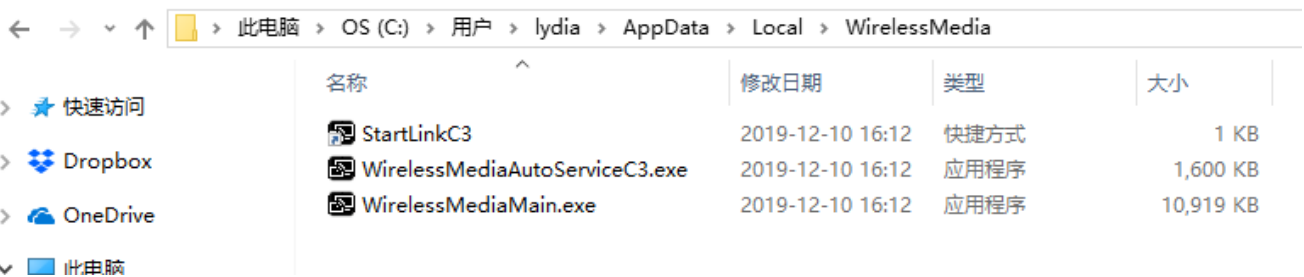 此电脑 › OS (C:) › 用户 › lydia › AppData › Local › WirelessMedia
名称 修改日期 类型 大小
快速访问
Dropbox
OneDrive
此电脑
StartLinkC3 2019-12-10 16:12 快捷方式 1 KB
WirelessMediaAutoServiceC3.exe 2019-12-10 16:12 应用程序 1,600 KB
WirelessMediaMain.exe 2019-12-10 16:12 应用程序 10,919 KB